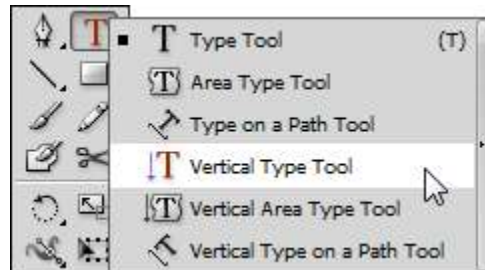 Type Tool (T)
Area Type Tool
Type on a Path Tool
Vertical Type Tool
Vertical Area Type Tool
Vertical Type on a Path Tool